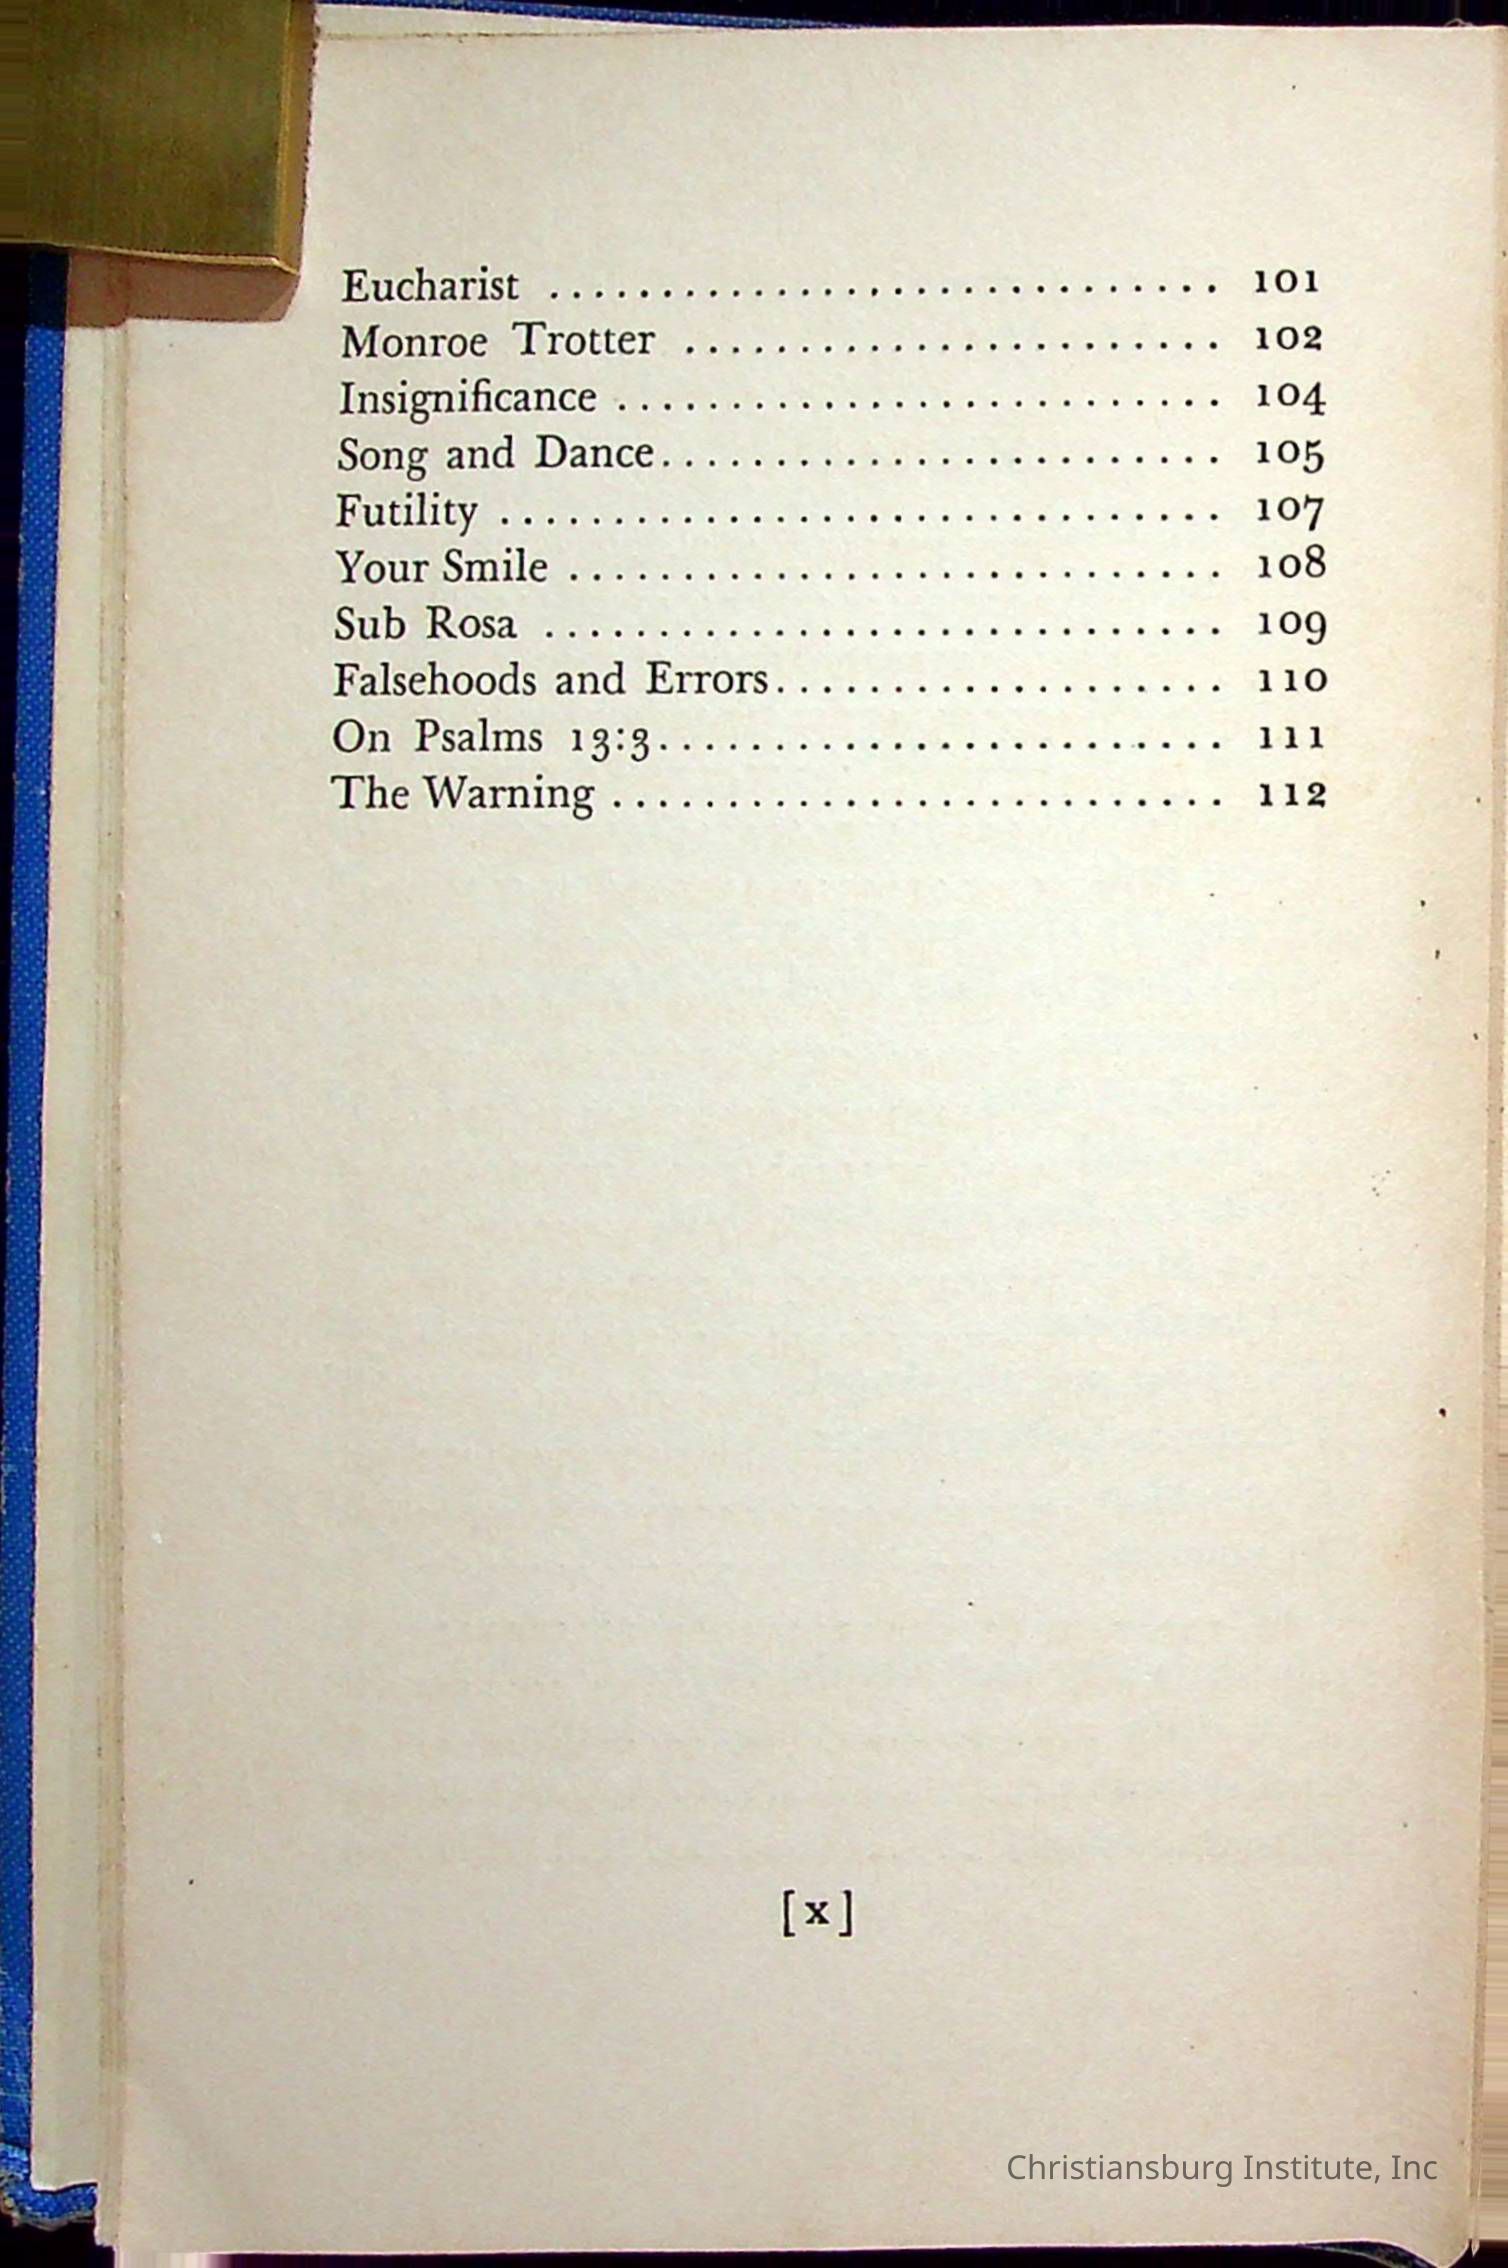 Eucharist .............................. 101
Monroe Trotter ........................ 102
Insignificance ........................... 104
Song and Dance......................... 105
Futility ................................ 107
Your Smile ............................. 108
Sub Rosa .............................. 109
Falsehoods and Errors.................... 110
On Psalms 13:3......................... 111
The Warning ........................... 112
[x]
Christiansburg Institute, Inc